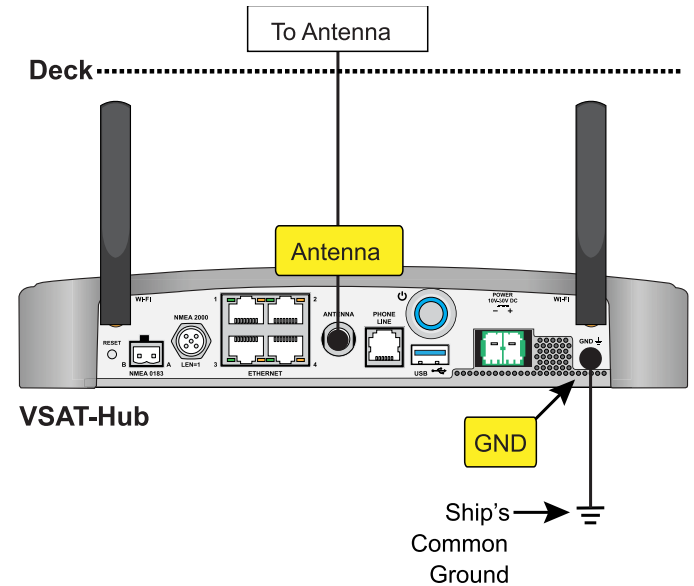 To Antenna
Deck
Antenna
WI-FI
1
2
NMEA 2000
ANTENNA
PHONE
LINE
POWER
10V-30V DC
- +
WI-FI
RESET
GND
B
A
NMEA 0183
LEN=1
3
ETHERNET
4
USB
VSAT-Hub
GND
Ship's
Common
Ground